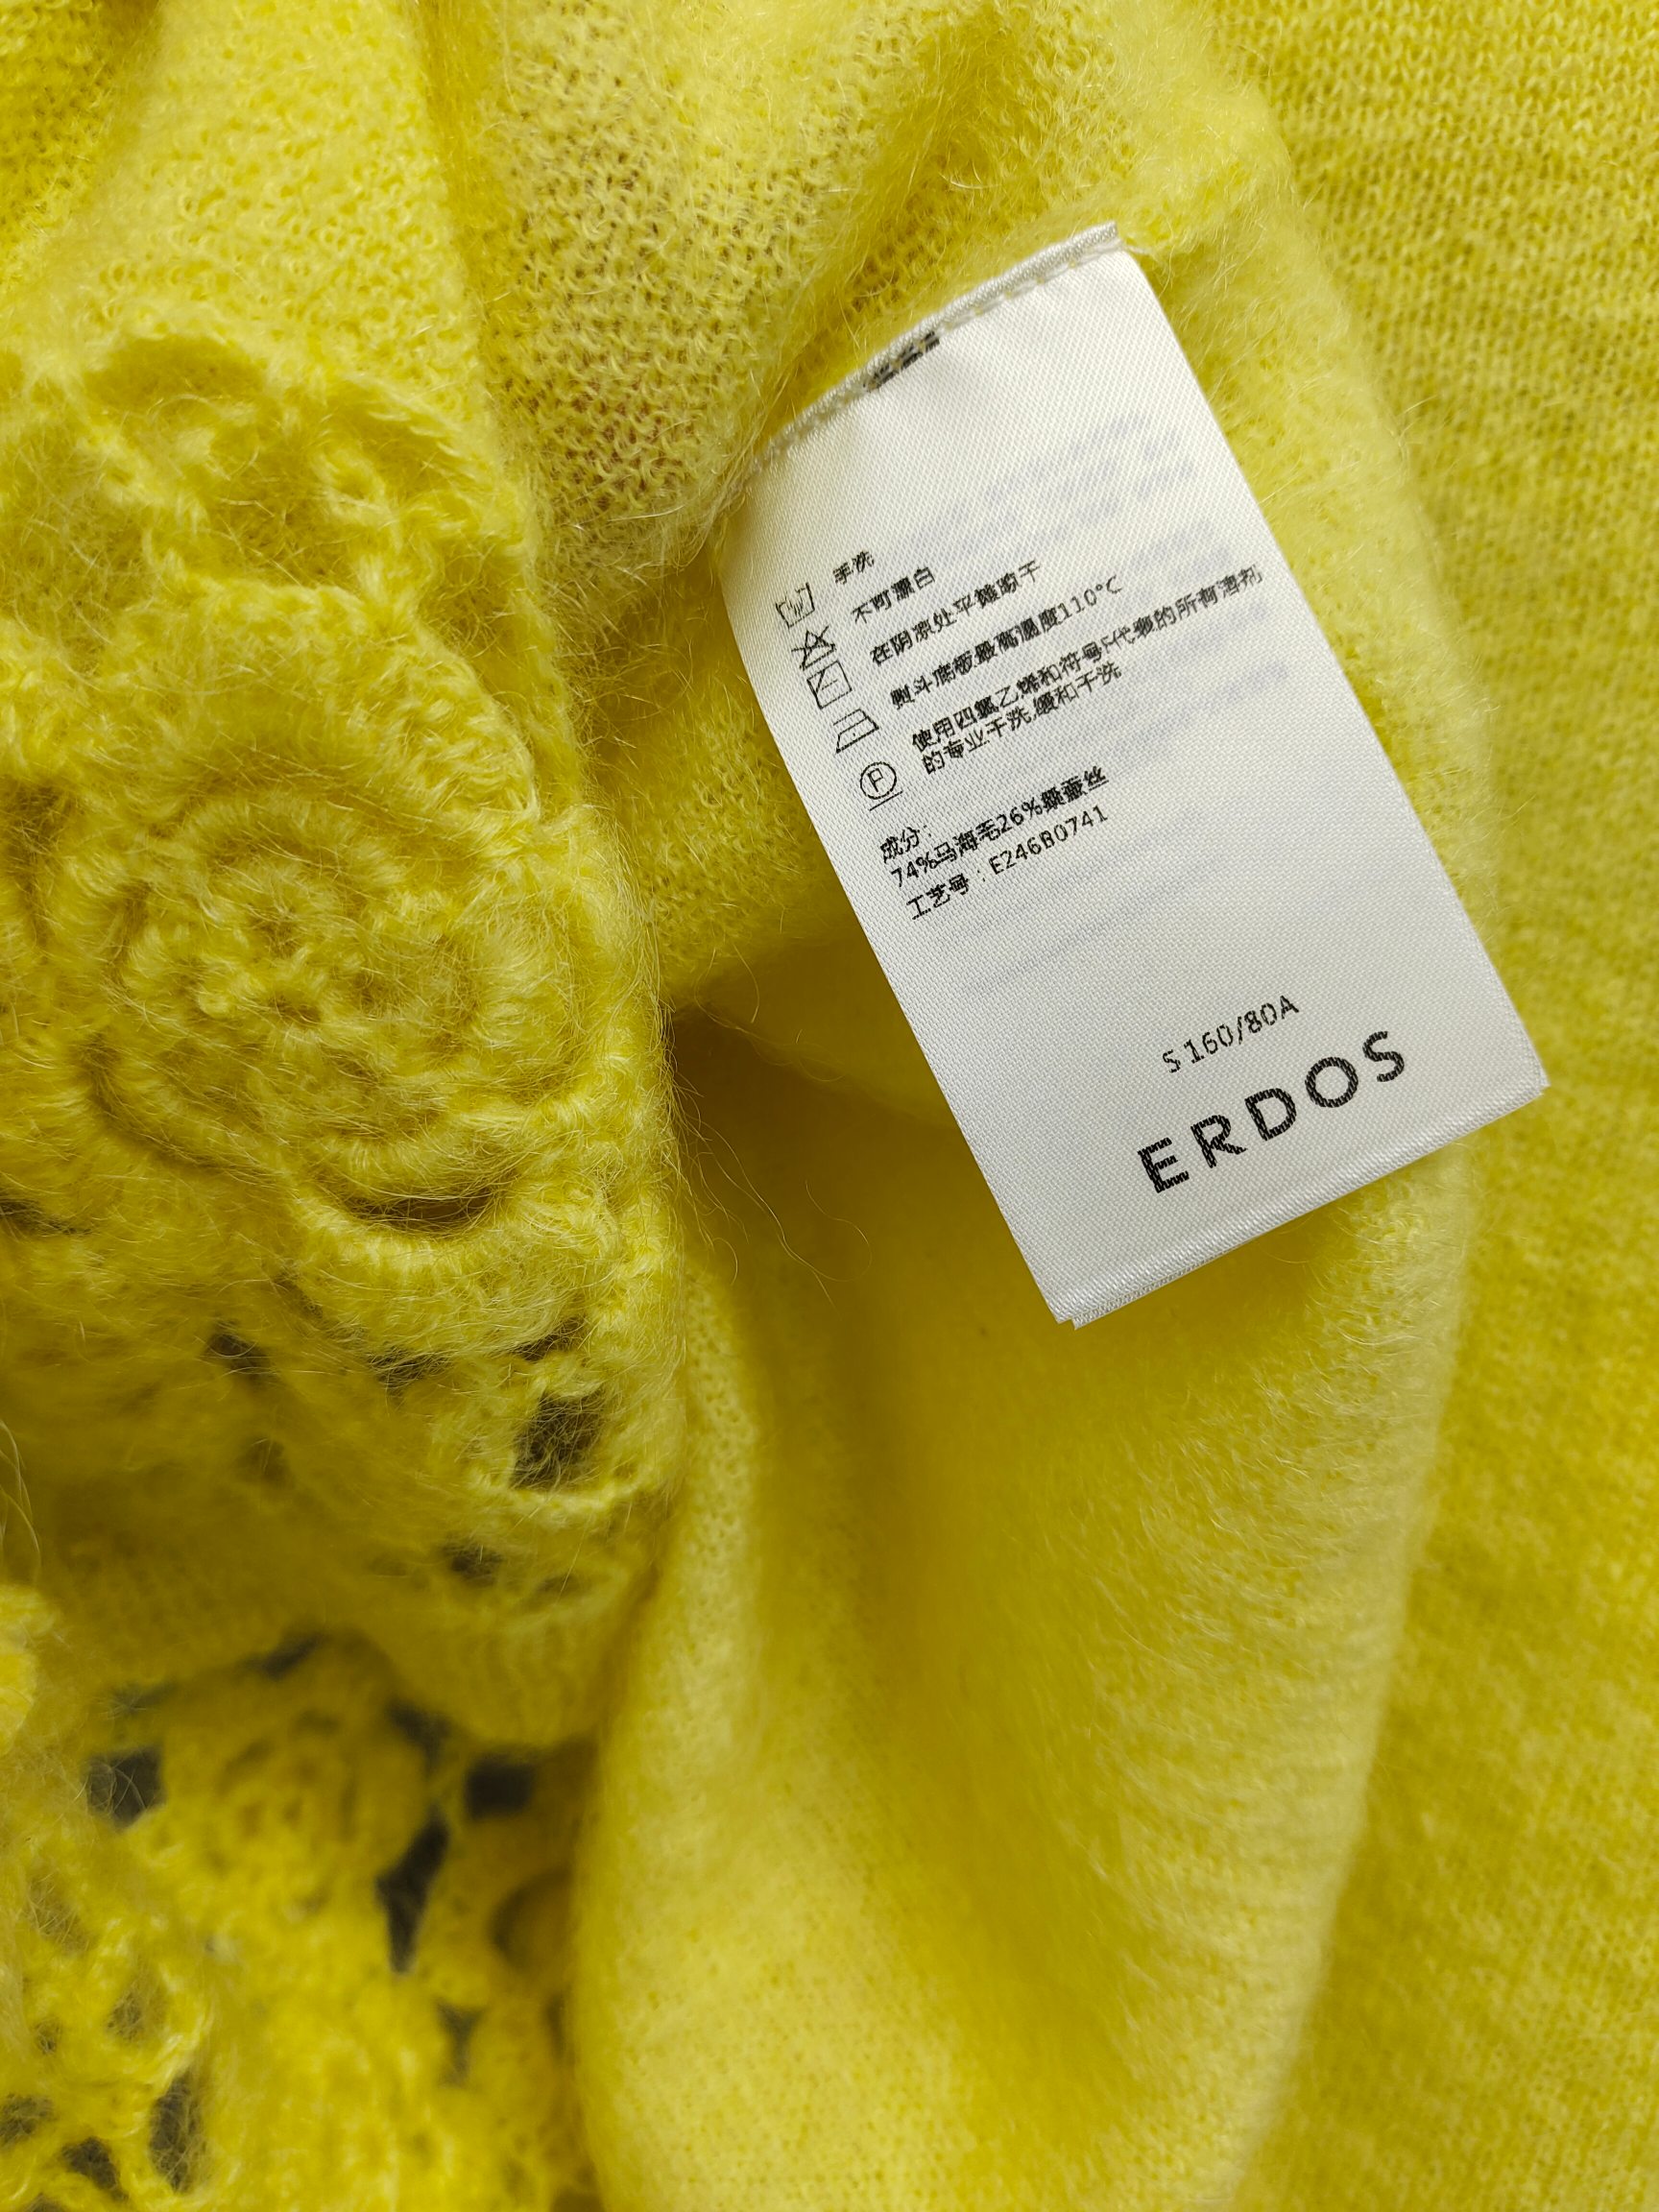 手洗
不可漂白
在阴凉处平摊晾干
熨斗底板最高温度110°C
使用四氯乙烯和符号F代表的所有溶剂
的专业干洗,缓和干洗
P
成分:
74%马海毛26%桑蚕丝
工艺号:E246B0741
S 160/80A
ERDOS